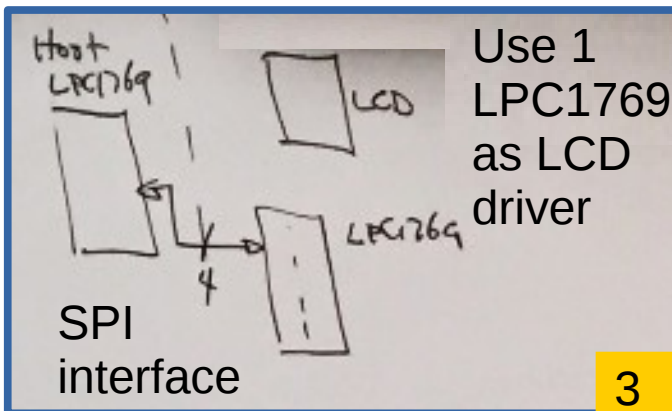 Host
LPC1769
LCD
Use 1
LPC1769
as LCD
driver
LPC1769
4
SPI
interface
3